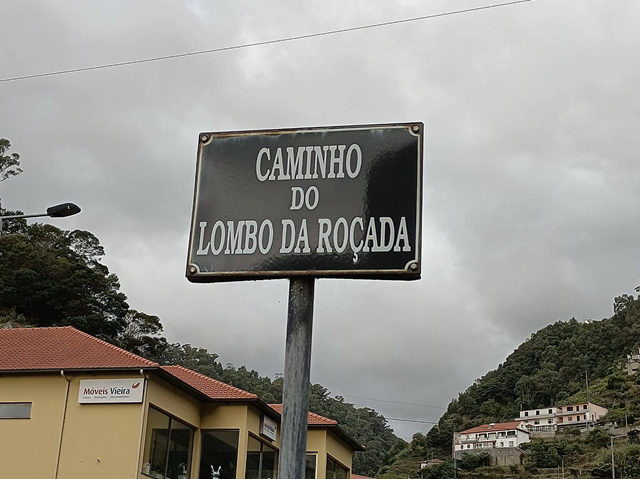 CAMINHO
DO
LOMBO DA ROÇADA
Móveis Vieira